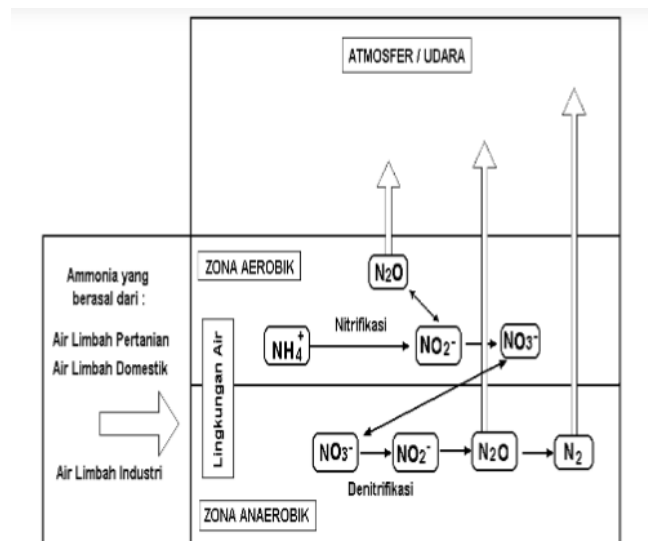 ATMOSFER / UDARA
Ammonia yang
berasal dari :
Air Limbah Pertanian
Air Limbah Domestik
Air Limbah Industri
Lingkungan Air
ZONA AEROBIK
N₂O
Nitrifikasi
NH₄⁺
NO₂⁻
NO₃⁻
NO₃⁻
NO₂⁻
N₂O
N₂
Denitrifikasi
ZONA ANAEROBIK